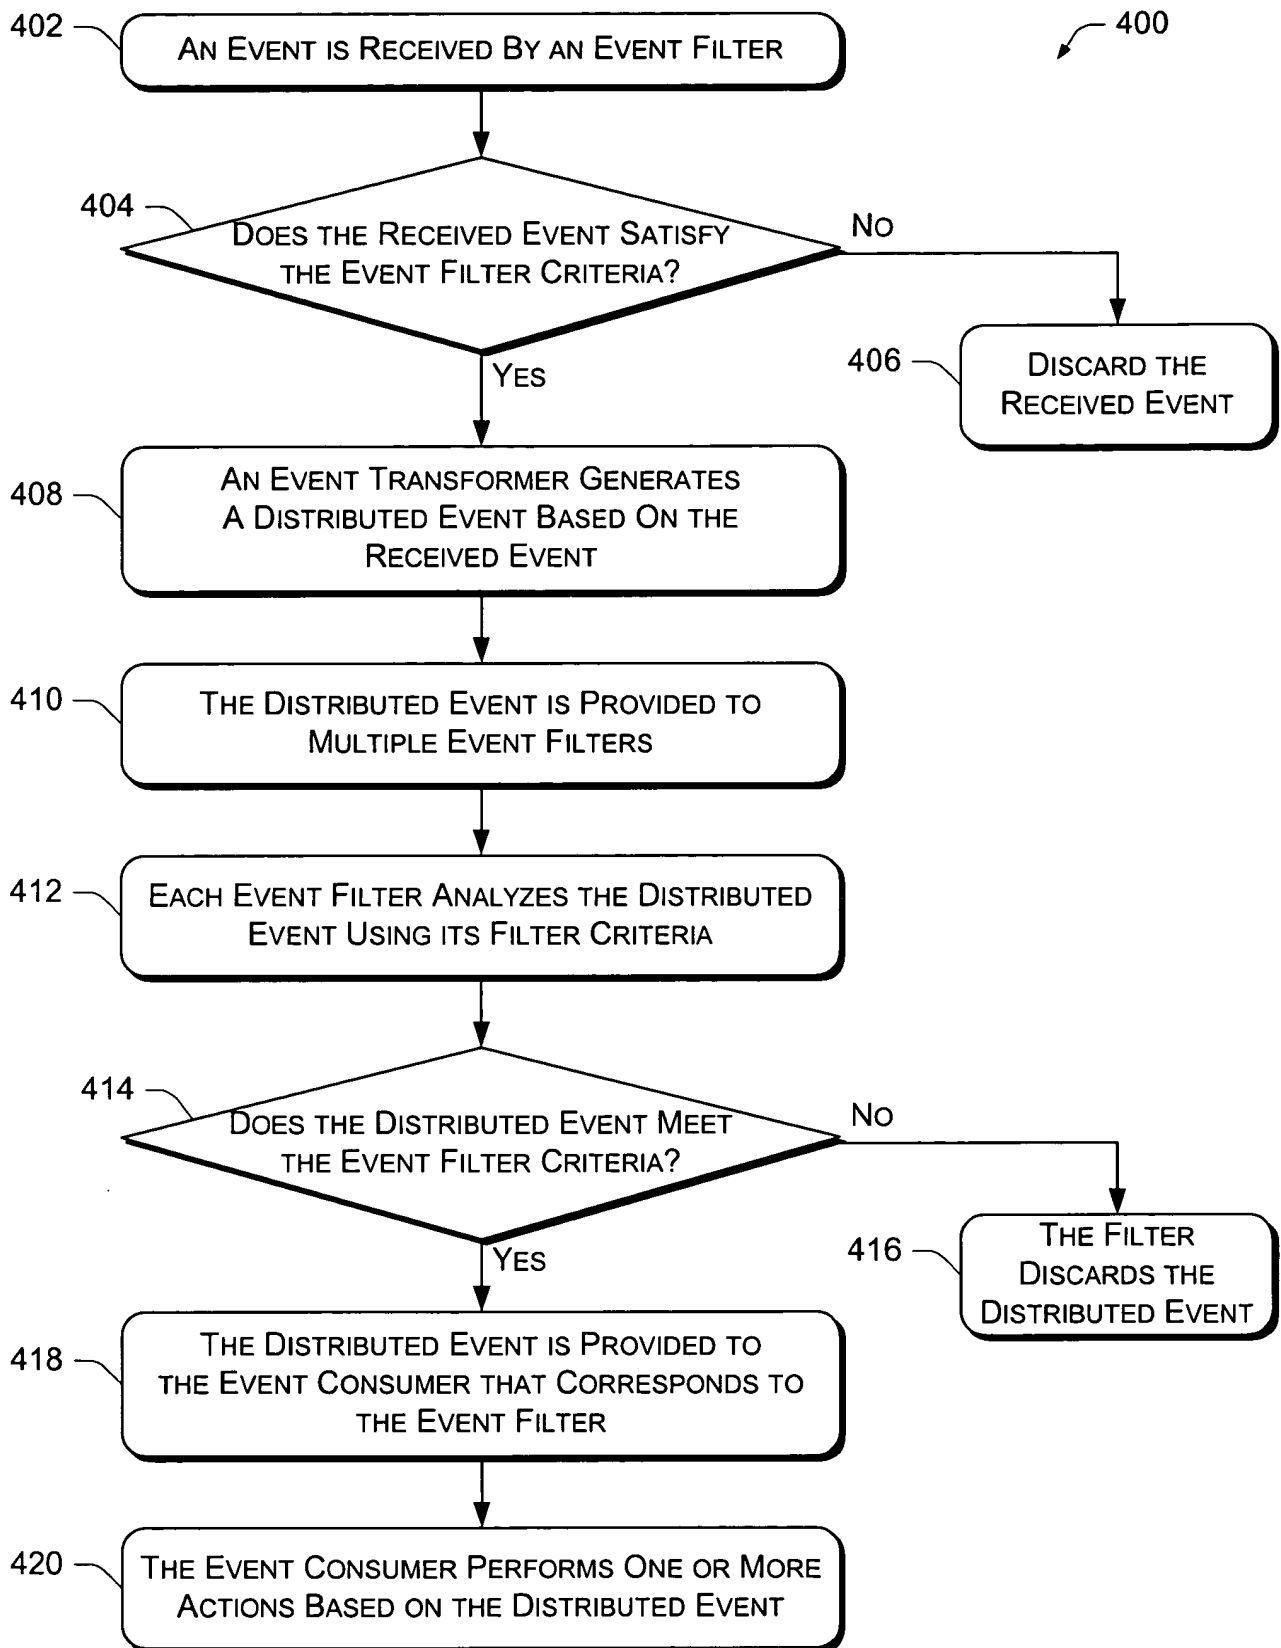 402
AN EVENT IS RECEIVED BY AN EVENT FILTER
400
404
DOES THE RECEIVED EVENT SATISFY
THE EVENT FILTER CRITERIA?
NO
YES
406
DISCARD THE
RECEIVED EVENT
408
AN EVENT TRANSFORMER GENERATES
A DISTRIBUTED EVENT BASED ON THE
RECEIVED EVENT
410
THE DISTRIBUTED EVENT IS PROVIDED TO
MULTIPLE EVENT FILTERS
412
EACH EVENT FILTER ANALYZES THE DISTRIBUTED
EVENT USING ITS FILTER CRITERIA
414
DOES THE DISTRIBUTED EVENT MEET
THE EVENT FILTER CRITERIA?
NO
YES
416
THE FILTER
DISCARDS THE
DISTRIBUTED EVENT
418
THE DISTRIBUTED EVENT IS PROVIDED TO
THE EVENT CONSUMER THAT CORRESPONDS TO
THE EVENT FILTER
420
THE EVENT CONSUMER PERFORMS ONE OR MORE
ACTIONS BASED ON THE DISTRIBUTED EVENT